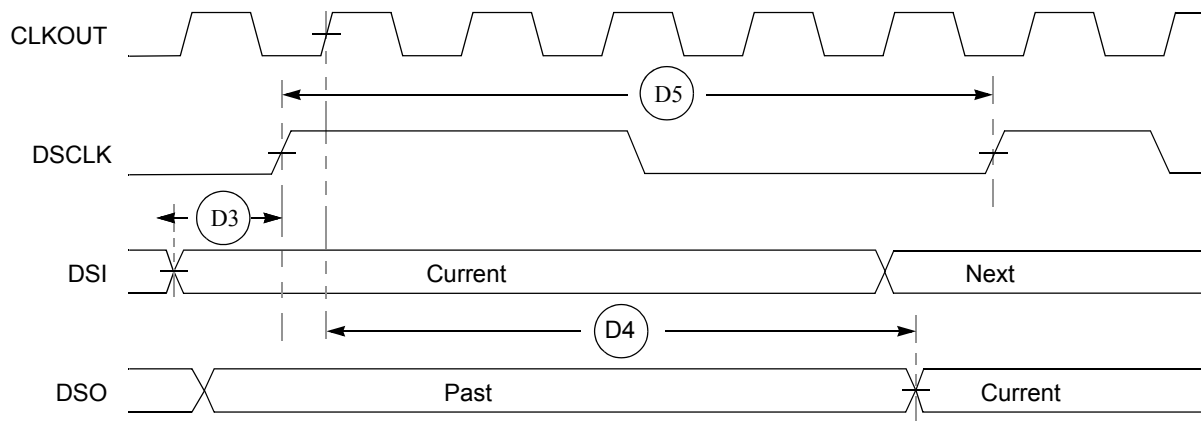 CLKOUT
D5
DSCLK
D3
DSI
Current
Next
D4
DSO
Past
Current